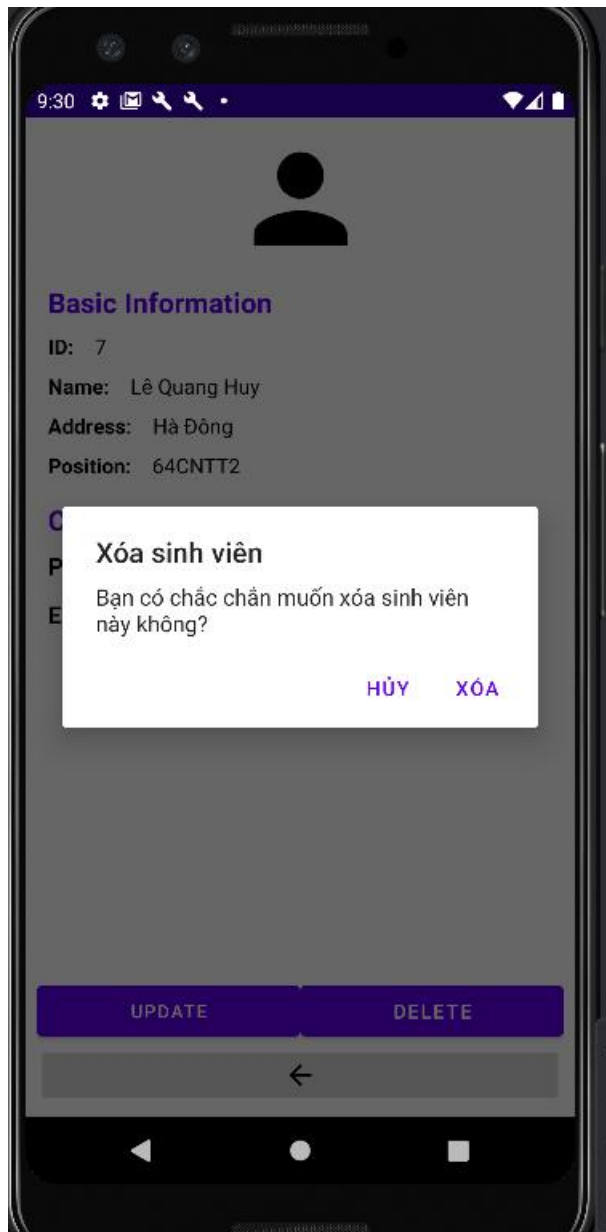 9:30
Basic Information
ID: 7
Name: Lê Quang Huy
Address: Hà Đông
Position: 64CNTT2
C
P
E
Xóa sinh viên
Bạn có chắc chắn muốn xóa sinh viên
này không?
HỦY XÓA
UPDATE DELETE